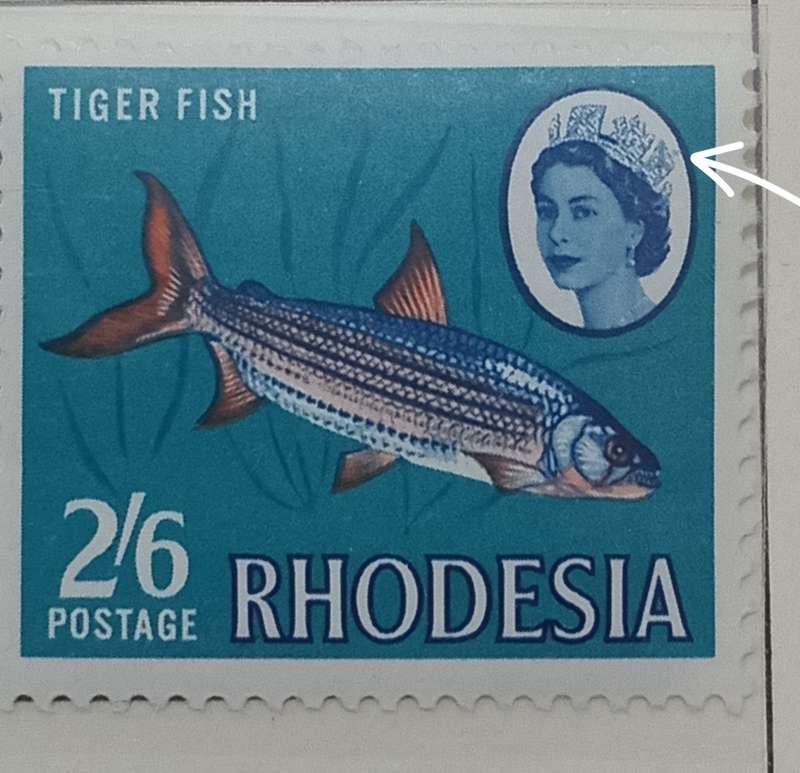 TIGER FISH
2/6
POSTAGE
RHODESIA